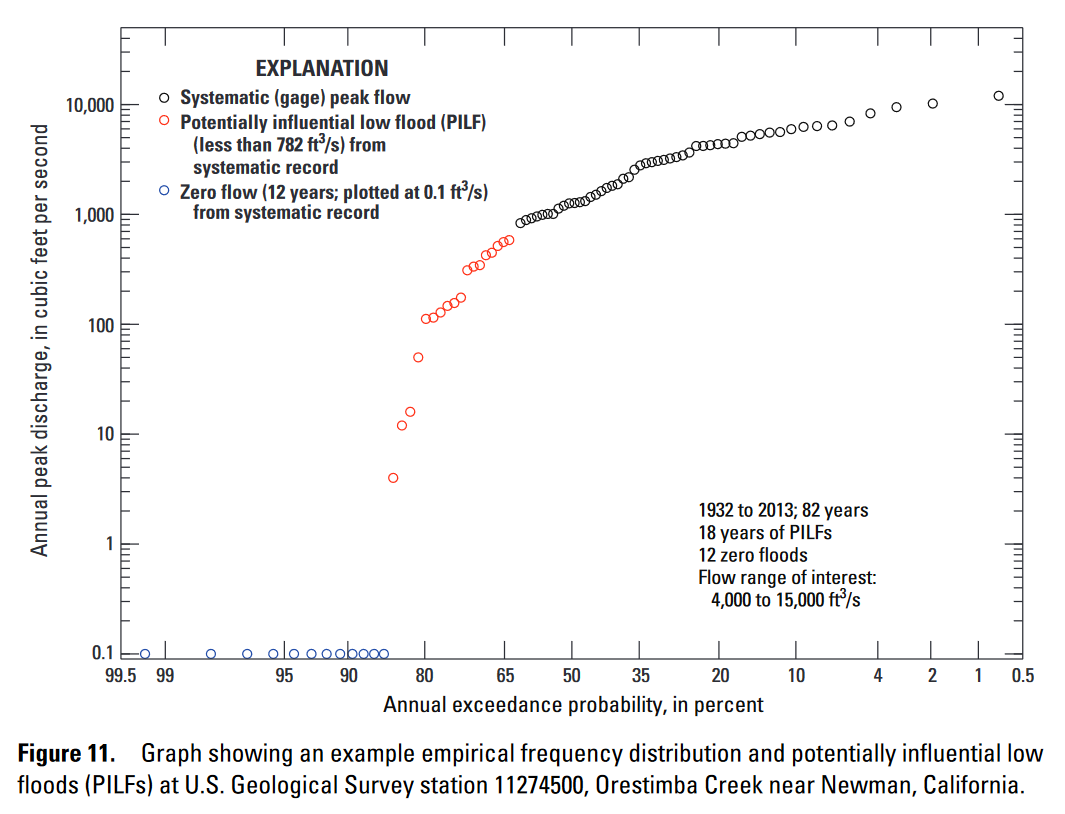 EXPLANATION
Systematic (gage) peak flow
Potentially influential low flood (PILF)
(less than 782 ft³/s) from
systematic record
Zero flow (12 years; plotted at 0.1 ft³/s)
from systematic record
Annual peak discharge, in cubic feet per second
10,000
1,000
100
10
1
0.1
1932 to 2013; 82 years
18 years of PILFs
12 zero floods
Flow range of interest:
4,000 to 15,000 ft³/s
99.5 99 95 90 80 65 50 35 20 10 4 2 1 0.5
Annual exceedance probability, in percent
Figure 11. Graph showing an example empirical frequency distribution and potentially influential low
floods (PILFs) at U.S. Geological Survey station 11274500, Orestimba Creek near Newman, California.